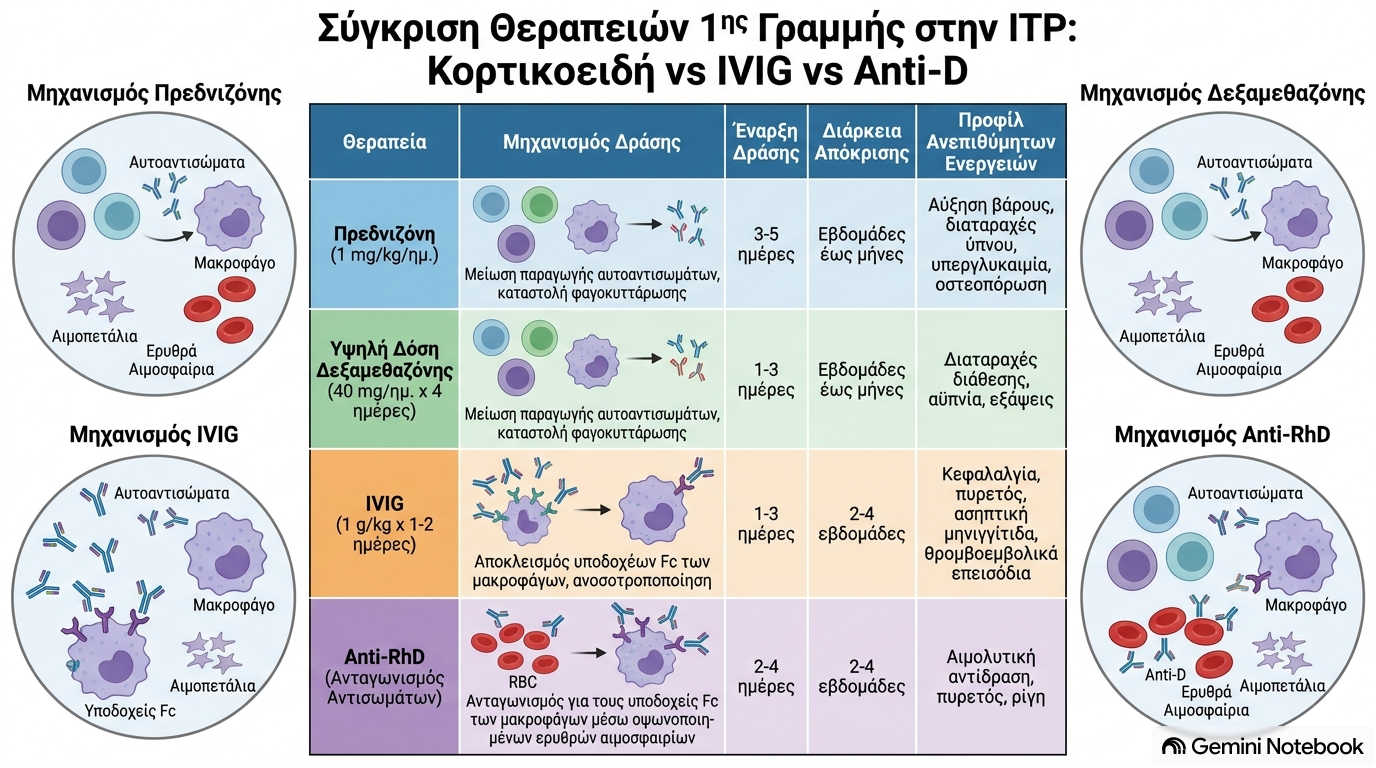 Σύγκριση Θεραπειών 1ης Γραμμής στην ITP:
Κορτικοειδή vs IVIG vs Anti-D
Μηχανισμός Πρεδνιζόνης
Αυτοαντισώματα
Μακροφάγο
Αιμοπετάλια
Ερυθρά
Αιμοσφαίρια
Μηχανισμός IVIG
Αυτοαντισώματα
Μακροφάγο
Αιμοπετάλια
Υποδοχείς Fc
Θεραπεία
Μηχανισμός Δράσης
Έναρξη
Δράσης
Διάρκεια
Απόκρισης
Προφίλ
Ανεπιθύμητων
Ενεργειών
Πρεδνιζόνη
(1 mg/kg/ημ.)
Μείωση παραγωγής αυτοαντισωμάτων,
καταστολή φαγοκυττάρωσης
3-5
ημέρες
Εβδομάδες
έως μήνες
Αύξηση βάρους,
διαταραχές
ύπνου,
υπεργλυκαιμία,
οστεοπόρωση
Υψηλή Δόση
Δεξαμεθαζόνης
(40 mg/ημ. x 4
ημέρες)
Μείωση παραγωγής αυτοαντισωμάτων,
καταστολή φαγοκυττάρωσης
1-3
ημέρες
Εβδομάδες
έως μήνες
Διαταραχές
διάθεσης,
αϋπνία, εξάψεις
IVIG
(1 g/kg x 1-2
ημέρες)
Αποκλεισμός υποδοχέων Fc των
μακροφάγων, ανοσοτροποποίηση
1-3
ημέρες
2-4
εβδομάδες
Κεφαλαλγία,
πυρετός,
ασηπτική
μηνιγγίτιδα,
θρομβοεμβολικά
επεισόδια
Anti-RhD
(Ανταγωνισμός
Αντισωμάτων)
RBC
Ανταγωνισμός για τους υποδοχείς Fc
των μακροφάγων μέσω οψωνοποιη-
μένων ερυθρών αιμοσφαιρίων
2-4
ημέρες
2-4
εβδομάδες
Αιμολυτική
αντίδραση,
πυρετός, ρίγη
Μηχανισμός Δεξαμεθαζόνης
Αυτοαντισώματα
Μακροφάγο
Αιμοπετάλια
Ερυθρά
Αιμοσφαίρια
Μηχανισμός Anti-RhD
Αυτοαντισώματα
Μακροφάγο
Anti-D
Ερυθρά
Αιμοσφαίρια
Αιμοπετάλια
Gemini Notebook